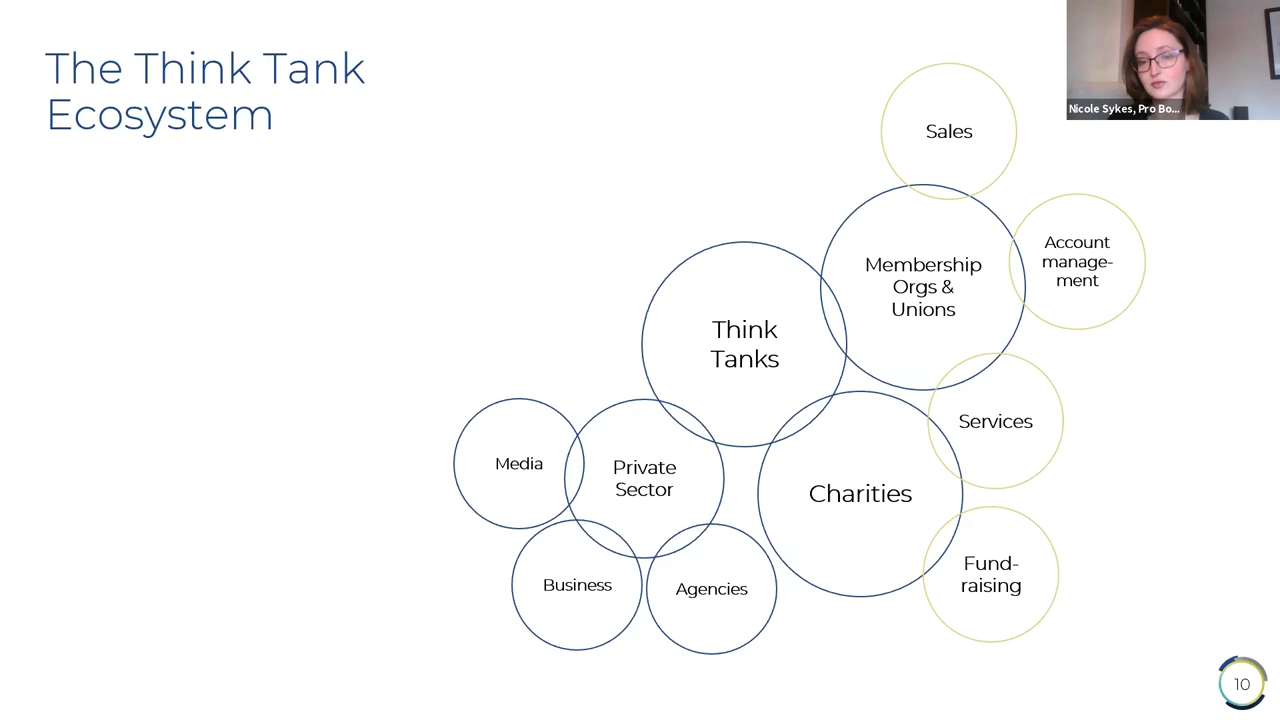 The Think Tank
Ecosystem
Nicole Sykes, Pro Bo...
Sales
Account
manage-
ment
Membership
Orgs &
Unions
Think
Tanks
Services
Media
Private
Sector
Charities
Fund-
raising
Business
Agencies
10